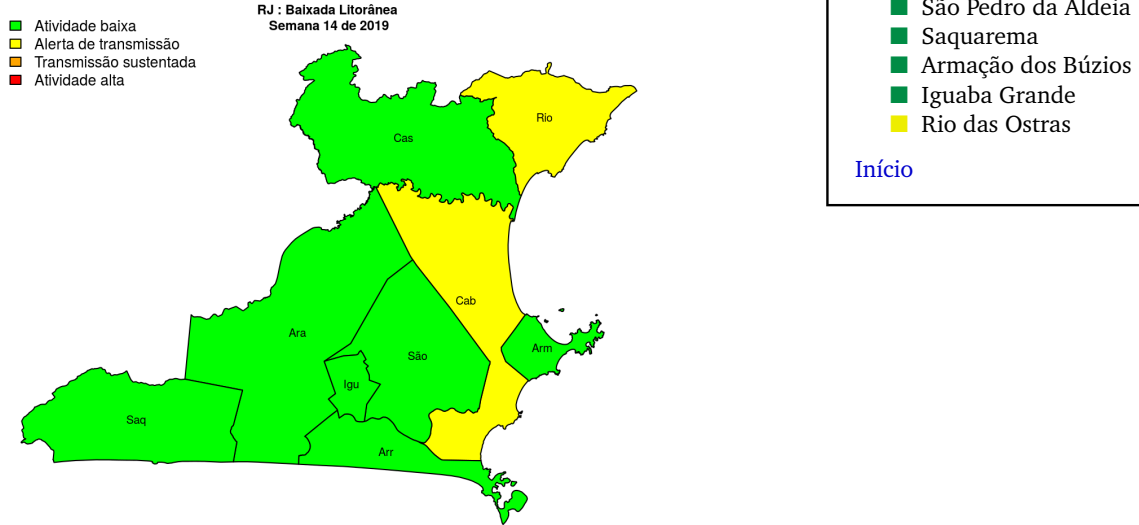 RJ : Baixada Litorânea
Semana 14 de 2019
Atividade baixa
Alerta de transmissão
Transmissão sustentada
Atividade alta
Rio
Cas
Cab
Ara
São
Arm
Igu
Saq
Arr
São Pedro da Aldeia
Saquarema
Armação dos Búzios
Iguaba Grande
Rio das Ostras
Início